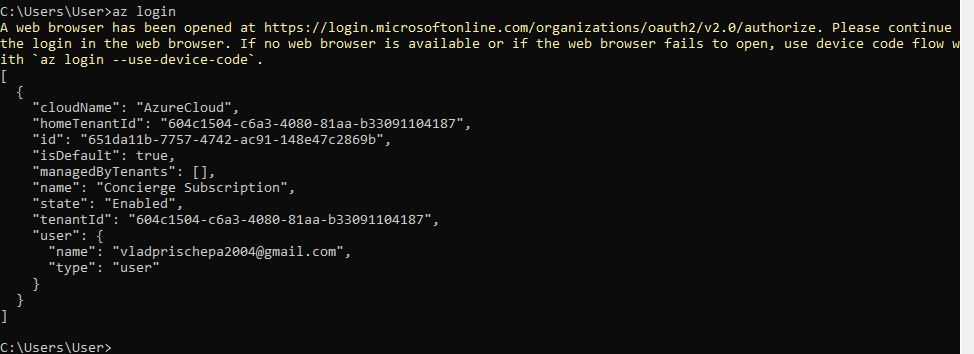 C:\Users\User>az login
A web browser has been opened at https://login.microsoftonline.com/organizations/oauth2/v2.0/authorize. Please continue
the login in the web browser. If no web browser is available or if the web browser fails to open, use device code flow w
ith `az login --use-device-code`.
[
  {
    "cloudName": "AzureCloud",
    "homeTenantId": "604c1504-c6a3-4080-81aa-b33091104187",
    "id": "651da11b-7757-4742-ac91-148e47c2869b",
    "isDefault": true,
    "managedByTenants": [],
    "name": "Concierge Subscription",
    "state": "Enabled",
    "tenantId": "604c1504-c6a3-4080-81aa-b33091104187",
    "user": {
      "name": "vladprischepa2004@gmail.com",
      "type": "user"
    }
  }
]
C:\Users\User>